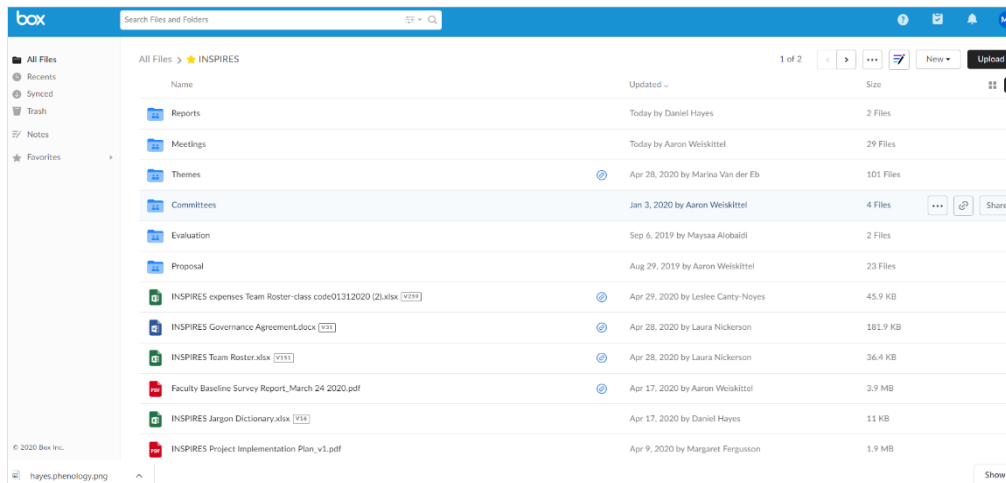 box
Search Files and Folders
All Files
Recents
Synced
Trash
Notes
Favorites
All Files > INSPIRES
1 of 2
New
Upload
Name Updated Size
Reports Today by Daniel Hayes 2 Files
Meetings Today by Aaron Weiskittel 29 Files
Themes Apr 28, 2020 by Marina Van der Eb 101 Files
Committees Jan 3, 2020 by Aaron Weiskittel 4 Files Share
Evaluation Sep 6, 2019 by Maysaa Alobaidi 2 Files
Proposal Aug 29, 2019 by Aaron Weiskittel 23 Files
INSPIRES expenses Team Roster-class code01312020 (2).xlsx V259 Apr 29, 2020 by Leslee Canty-Noyes 45.9 KB
INSPIRES Governance Agreement.docx V31 Apr 28, 2020 by Laura Nickerson 181.9 KB
INSPIRES Team Roster.xlsx V151 Apr 28, 2020 by Laura Nickerson 36.4 KB
PDF Faculty Baseline Survey Report_March 24 2020.pdf Apr 17, 2020 by Aaron Weiskittel 3.9 MB
INSPIRES Jargon Dictionary.xlsx V16 Apr 17, 2020 by Daniel Hayes 11 KB
PDF INSPIRES Project Implementation Plan_v1.pdf Apr 9, 2020 by Margaret Fergusson 1.9 MB
© 2020 Box Inc.
hayes.phenology.png
Show